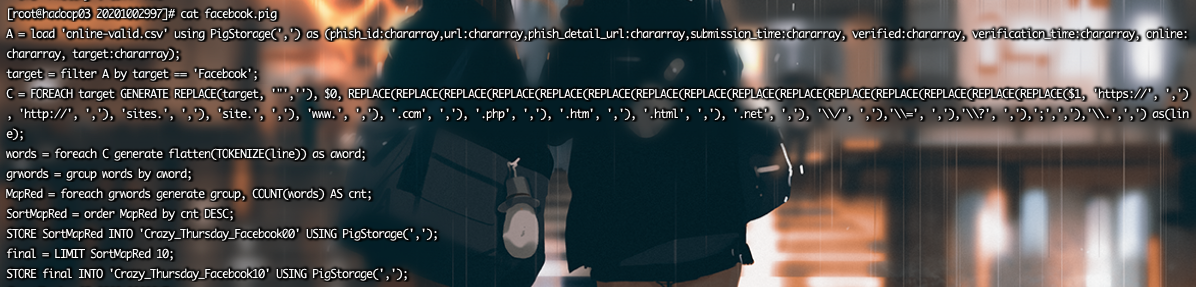 [root@hadoop03 20201002997]# cat facebook.pig
A = load 'online-valid.csv' using PigStorage(',') as (phish_id:chararray,url:chararray,phish_detail_url:chararray,submission_time:chararray, verified:chararray, verification_time:chararray, online:
chararray, target:chararray);
target = filter A by target == 'Facebook';
C = FOREACH target GENERATE REPLACE(target, '"',''), $0, REPLACE(REPLACE(REPLACE(REPLACE(REPLACE(REPLACE(REPLACE(REPLACE(REPLACE(REPLACE(REPLACE(REPLACE(REPLACE(REPLACE(REPLACE($1, 'https://', ',')
, 'http://', ','), 'sites.', ','), 'site.', ','), 'www.', ','), '.com', ','), '.php', ','), '.htm', ','), '.html', ','), '.net', ','), '\\/', ','),'\\=', ','),'\\?', ','),';',','),'\\.',',') as(lin
e);
words = foreach C generate flatten(TOKENIZE(line)) as aword;
grwords = group words by aword;
MapRed = foreach grwords generate group, COUNT(words) AS cnt;
SortMapRed = order MapRed by cnt DESC;
STORE SortMapRed INTO 'Crazy_Thursday_Facebook00' USING PigStorage(',');
final = LIMIT SortMapRed 10;
STORE final INTO 'Crazy_Thursday_Facebook10' USING PigStorage(',');